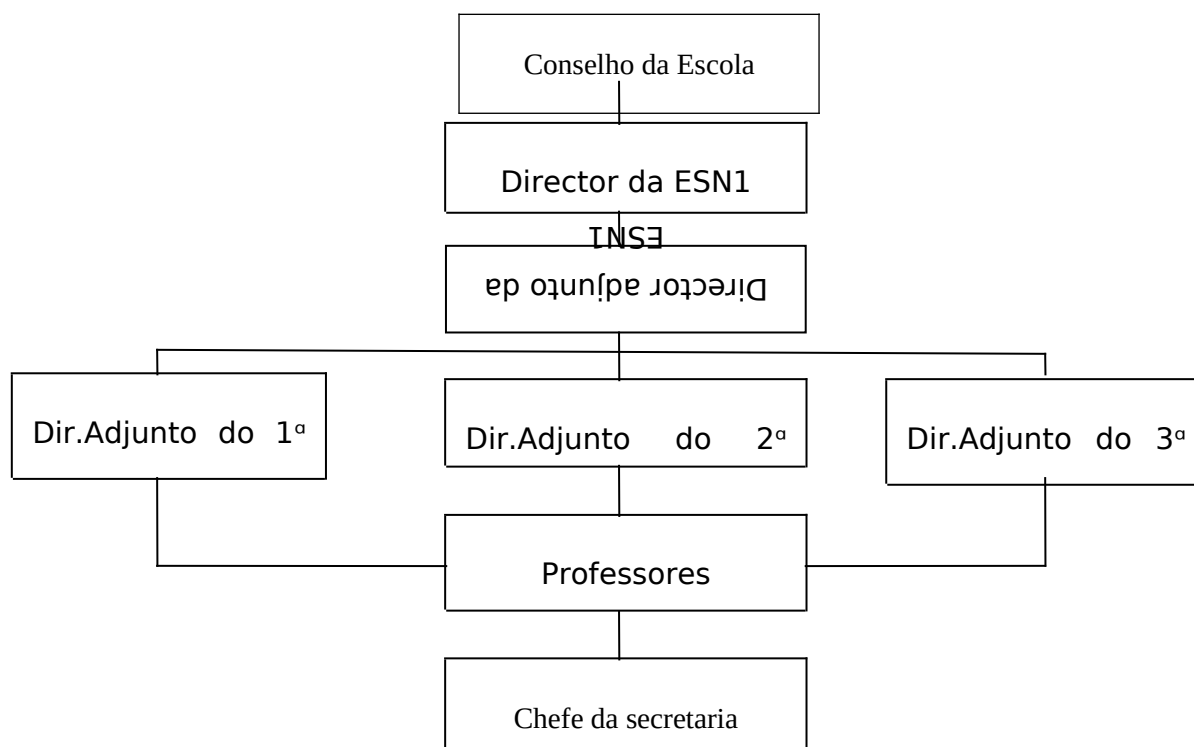 Conselho da Escola
Director da ESN1
Director adjunto da
ESN1
Dir.Adjunto do 1ª
Dir.Adjunto do 2ª
Dir.Adjunto do 3ª
Professores
Chefe da secretaria